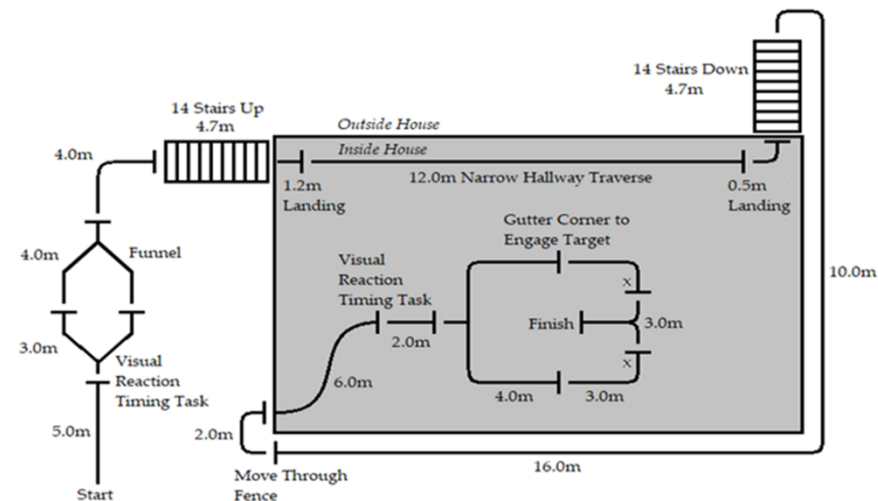 14 Stairs Up
4.7m
14 Stairs Down
4.7m
Outside House
Inside House
4.0m
12.0m Narrow Hallway Traverse
1.2m
Landing
0.5m
Landing
4.0m
Funnel
Gutter Corner to
Engage Target
Visual
Reaction
Timing Task
10.0m
x
Finish
3.0m
2.0m
x
3.0m
Visual
Reaction
Timing Task
6.0m
4.0m
3.0m
5.0m
2.0m
Move Through
Fence
16.0m
Start